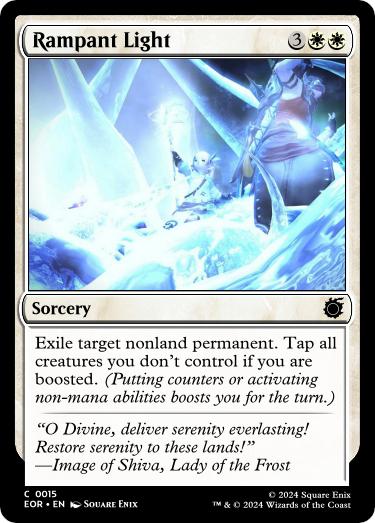 Rampant Light 3
Sorcery
Exile target nonland permanent. Tap all
creatures you don't control if you are
boosted. (Putting counters or activating
non-mana abilities boosts you for the turn.)
“O Divine, deliver serenity everlasting!
Restore serenity to these lands!”
—Image of Shiva, Lady of the Frost
C 0015
EOR • EN Square Enix
© 2024 Square Enix
™ & © 2024 Wizards of the Coast